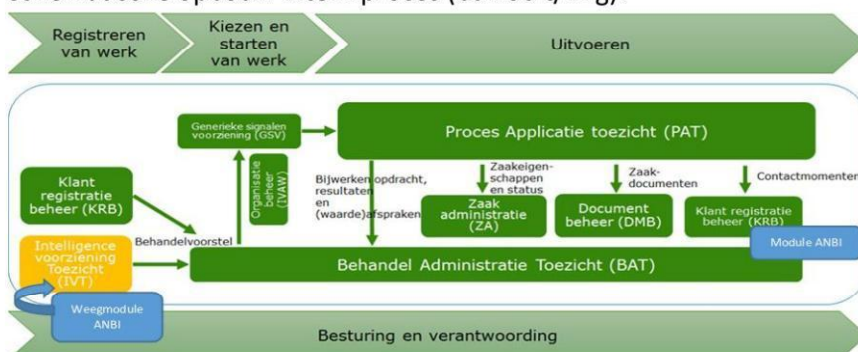 Registreren
van werk
Kiezen en
starten
van werk
Uitvoeren
Generieke signalen
voorziening (GSV)
Proces Applicatie toezicht (PAT)
Organisatie
beheer
(IVAW)
Klant
registratie
beheer (KRB)
Bijwerken opdracht,
resultaten
en
(waarde)afspraken
Zaakeigen-
schappen
en status
Zaak-
documenten
Contactmomenten
Zaak
administratie
(ZA)
Document
beheer (DMB)
Klant registratie
beheer (KRB)
Behandelvoorstel
Intelligence
voorziening
Toezicht
(IVT)
Behandel Administratie Toezicht (BAT)
Module ANBI
Weegmodule
ANBI
Besturing en verantwoording